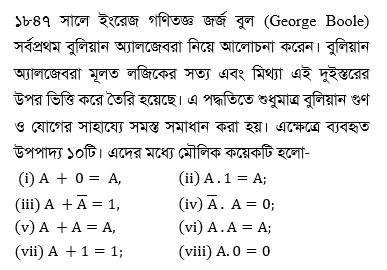 ১৮৪৭ সালে ইংরেজ গণিতজ্ঞ জর্জ বুল (George Boole)
সর্বপ্রথম বুলিয়ান অ্যালজেবরা নিয়ে আলোচনা করেন। বুলিয়ান
অ্যালজেবরা মূলত লজিকের সত্য এবং মিথ্যা এই দুইস্তরের
উপর ভিত্তি করে তৈরি হয়েছে। এ পদ্ধতিতে শুধুমাত্র বুলিয়ান গুণ
ও যোগের সাহায্যে সমস্ত সমাধান করা হয়। এক্ষেত্রে ব্যবহৃত
উপপাদ্য ১০টি। এদের মধ্যে মৌলিক কয়েকটি হলো-
(i) A + 0 = A, (ii) A . 1 = A;
(iii) A + A̅ = 1, (iv) A̅ . A = 0;
(v) A + A = A, (vi) A . A = A;
(vii) A + 1 = 1; (viii) A. 0 = 0